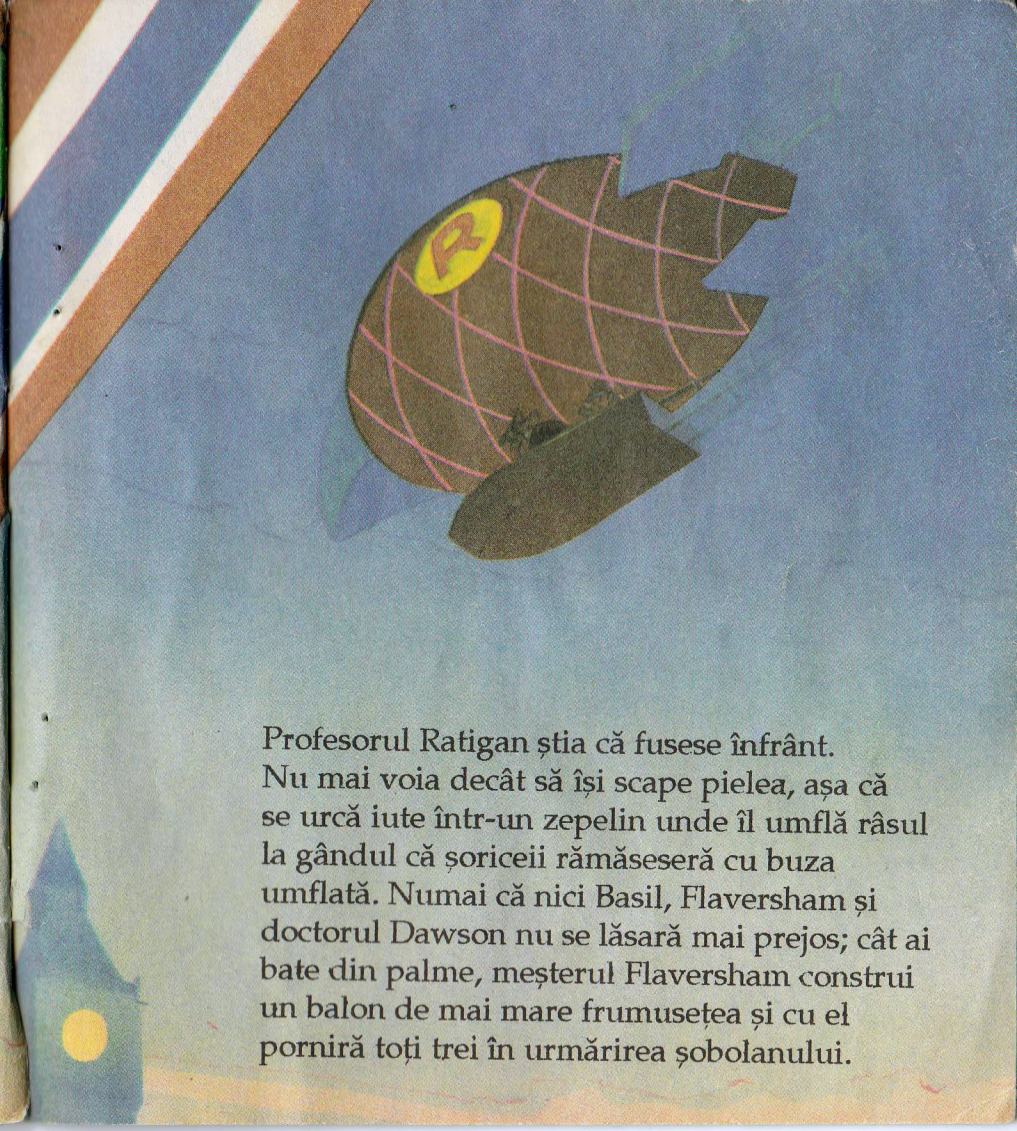 R
Profesorul Ratigan știa că fusese înfrânt.
Nu mai voia decât să își scape pielea, așa că
se urcă iute într-un zepelin unde îl umflă râsul
la gândul că șoriceii rămăseseră cu buza
umflată. Numai că nici Basil, Flaversham și
doctorul Dawson nu se lăsară mai prejos; cât ai
bate din palme, meșterul Flaversham construi
un balon de mai mare frumusețea și cu el
porniră toți trei în urmărirea șobolanului.